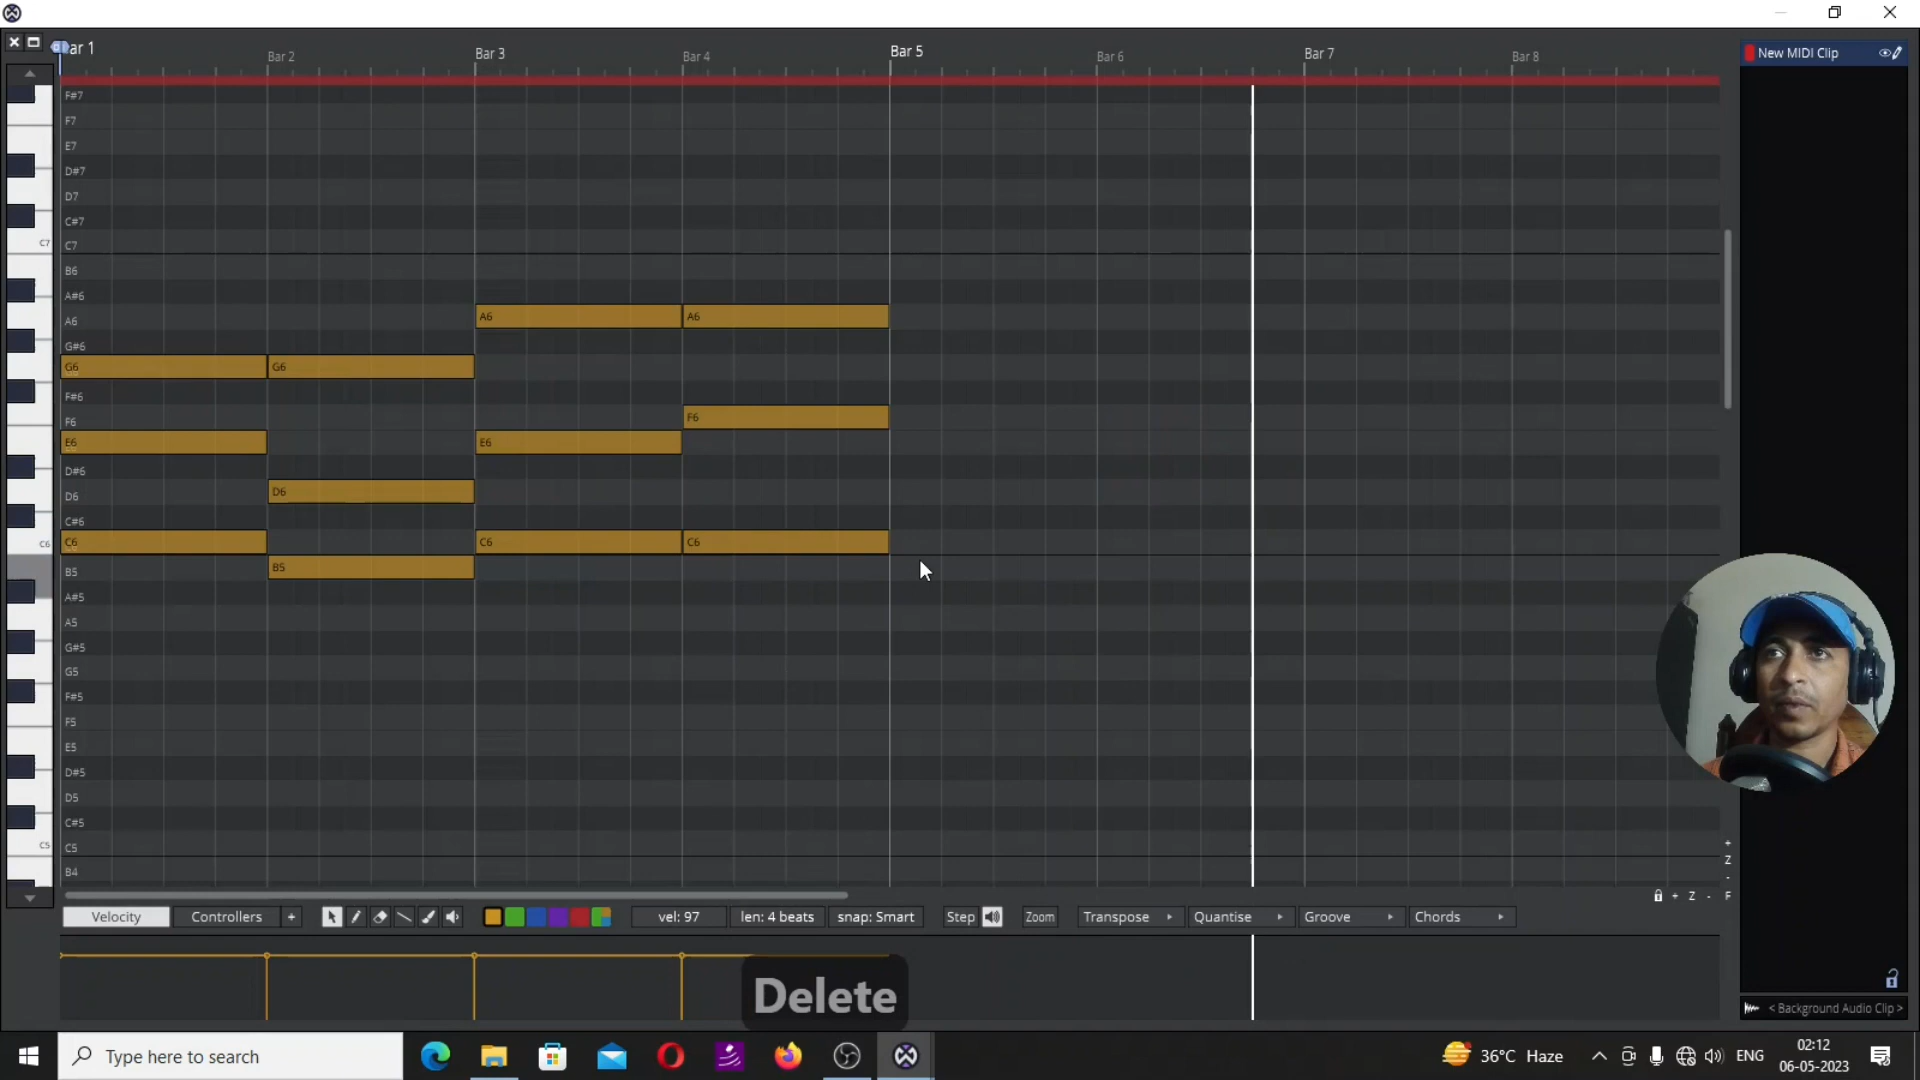 Bar 1 Bar 2 Bar 3 Bar 4 Bar 5 Bar 6 Bar 7 Bar 8
New MIDI Clip
F#7
F7
E7
D#7
D7
C#7
C7 C7
B6
A#6
A6 A6 A6
G#6
G6 G6
F#6
F6 F6
E6 E6
D#6
D6 D6
C#6
C6 C6 C6 C6
B5 B5
A#5
A5
G#5
G5
F#5
F5
E5
D#5
D5
C#5
C5 C5
B4
+
Z
-
+ Z - F
Velocity Controllers + vel: 97 len: 4 beats snap: Smart Step Zoom Transpose Quantise Groove Chords
Delete
< Background Audio Clip >
Type here to search
36°C Haze
ENG
02:12
06-05-2023